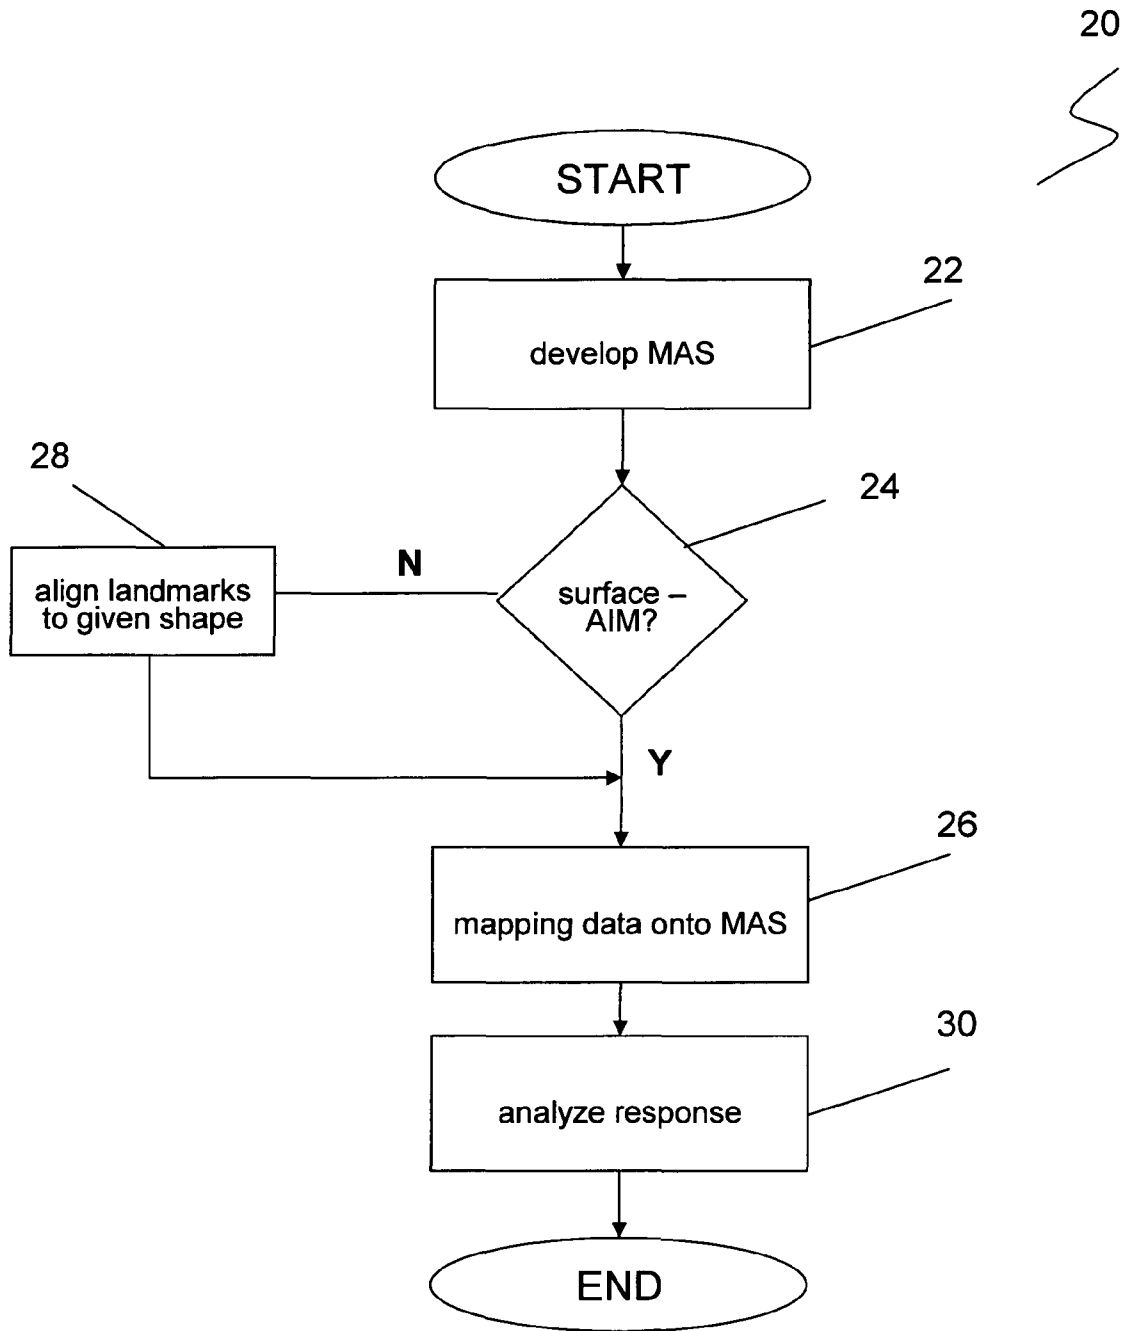 20
START
22
develop MAS
28
24
N
align landmarks
to given shape
surface –
AIM?
Y
26
mapping data onto MAS
30
analyze response
END